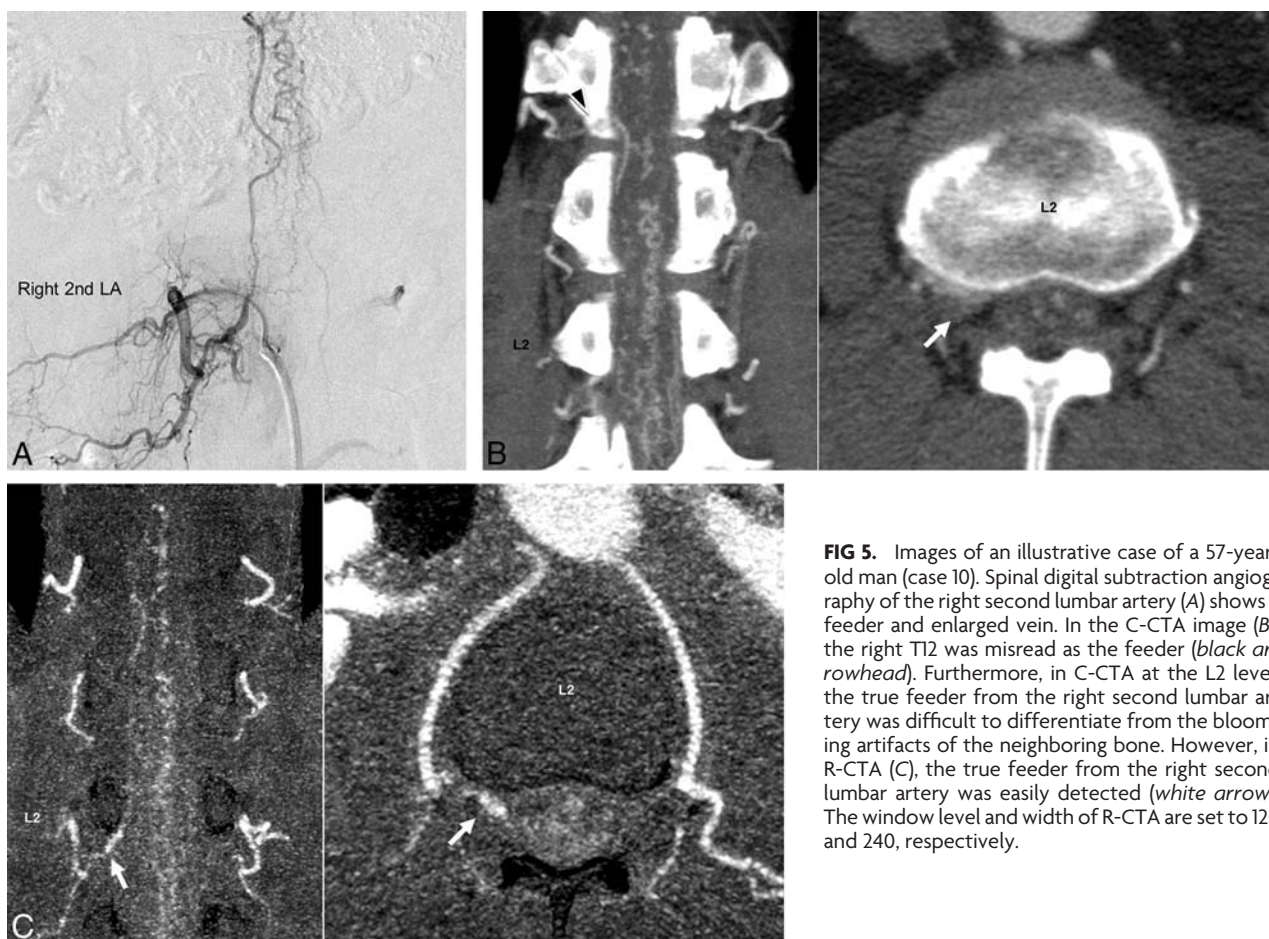 Right 2nd LA
A
L2
B
L2
L2
C
L2
FIG 5. Images of an illustrative case of a 57-year
old man (case 10). Spinal digital subtraction angiog
raphy of the right second lumbar artery (A) shows
feeder and enlarged vein. In the C-CTA image (B
the right T12 was misread as the feeder (black ar
rowhead). Furthermore, in C-CTA at the L2 leve
the true feeder from the right second lumbar ar
tery was difficult to differentiate from the bloom
ing artifacts of the neighboring bone. However, i
R-CTA (C), the true feeder from the right secon
lumbar artery was easily detected (white arrow
The window level and width of R-CTA are set to 12
and 240, respectively.